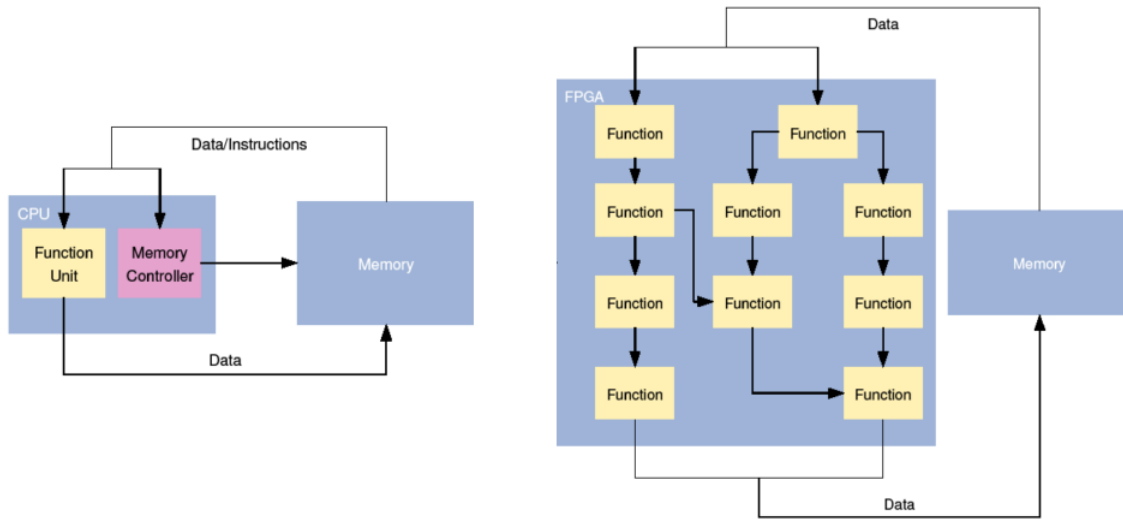 Data/Instructions
CPU
Function
Unit
Memory
Controller
Memory
Data
Data
FPGA
Function
Function
Function
Function
Function
Function
Function
Function
Function
Function
Memory
Data